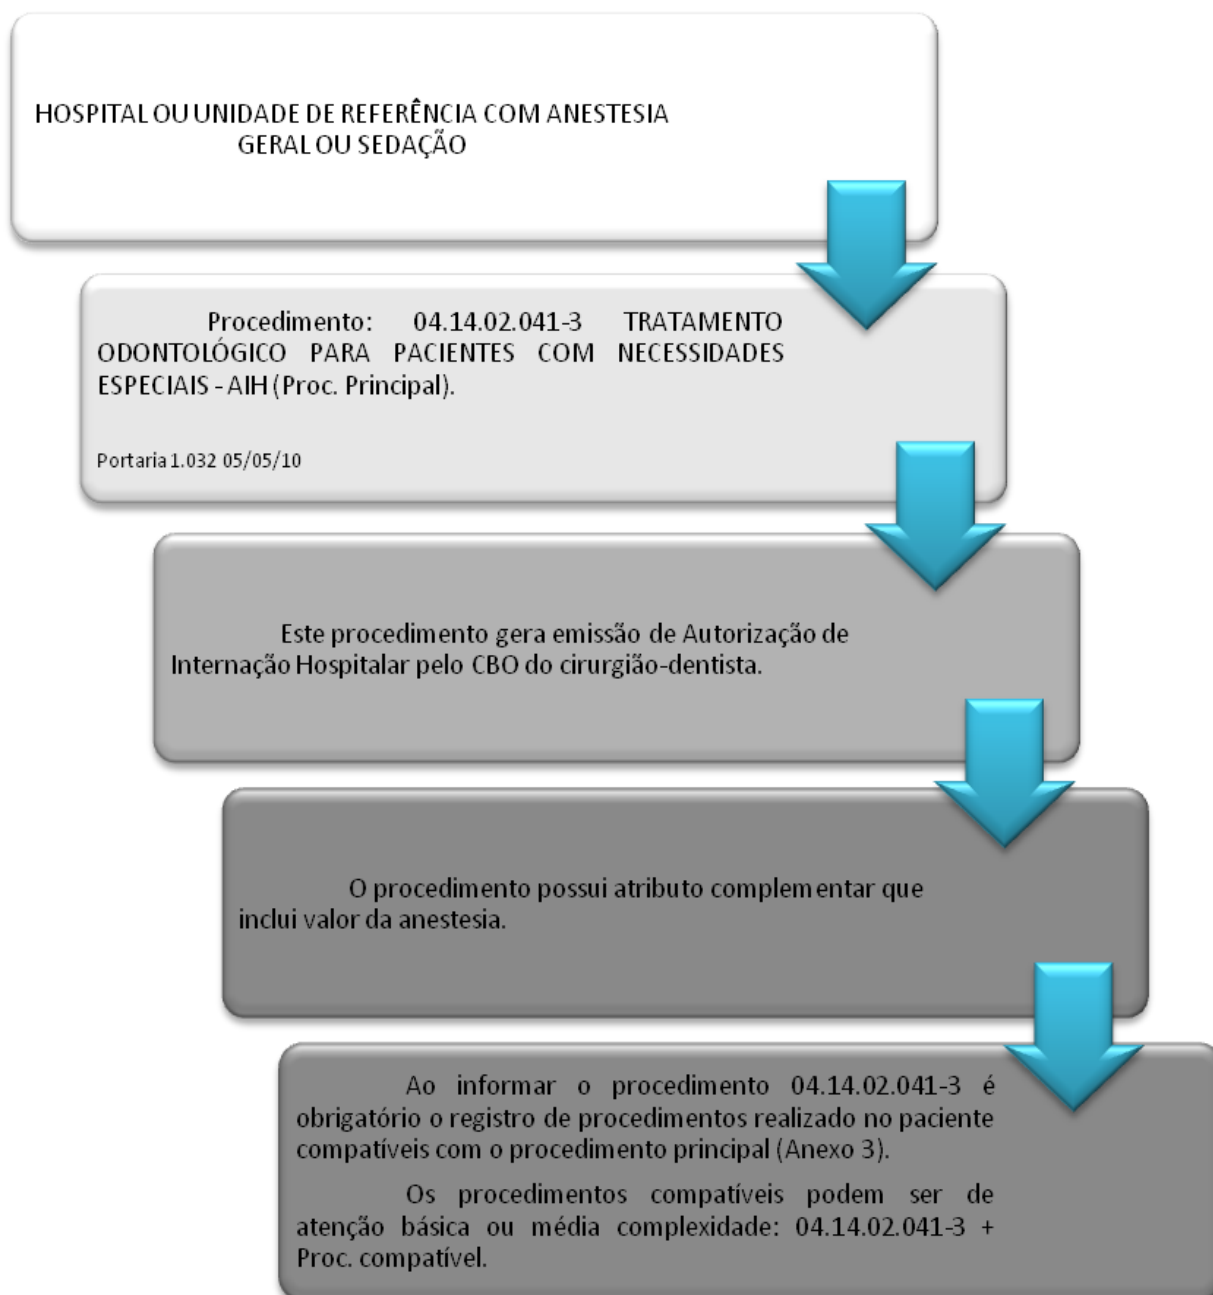 HOSPITAL OU UNIDADE DE REFERÊNCIA COM ANESTESIA
GERAL OU SEDAÇÃO
Procedimento: 04.14.02.041-3 TRATAMENTO
ODONTOLÓGICO PARA PACIENTES COM NECESSIDADES
ESPECIAIS - AIH (Proc. Principal).
Portaria 1.032 05/05/10
Este procedimento gera emissão de Autorização de
Internação Hospitalar pelo CBO do cirurgião-dentista.
O procedimento possui atributo complementar que
inclui valor da anestesia.
Ao informar o procedimento 04.14.02.041-3 é
obrigatório o registro de procedimentos realizado no paciente
compatíveis com o procedimento principal (Anexo 3).
Os procedimentos compatíveis podem ser de
atenção básica ou média complexidade: 04.14.02.041-3 +
Proc. compatível.